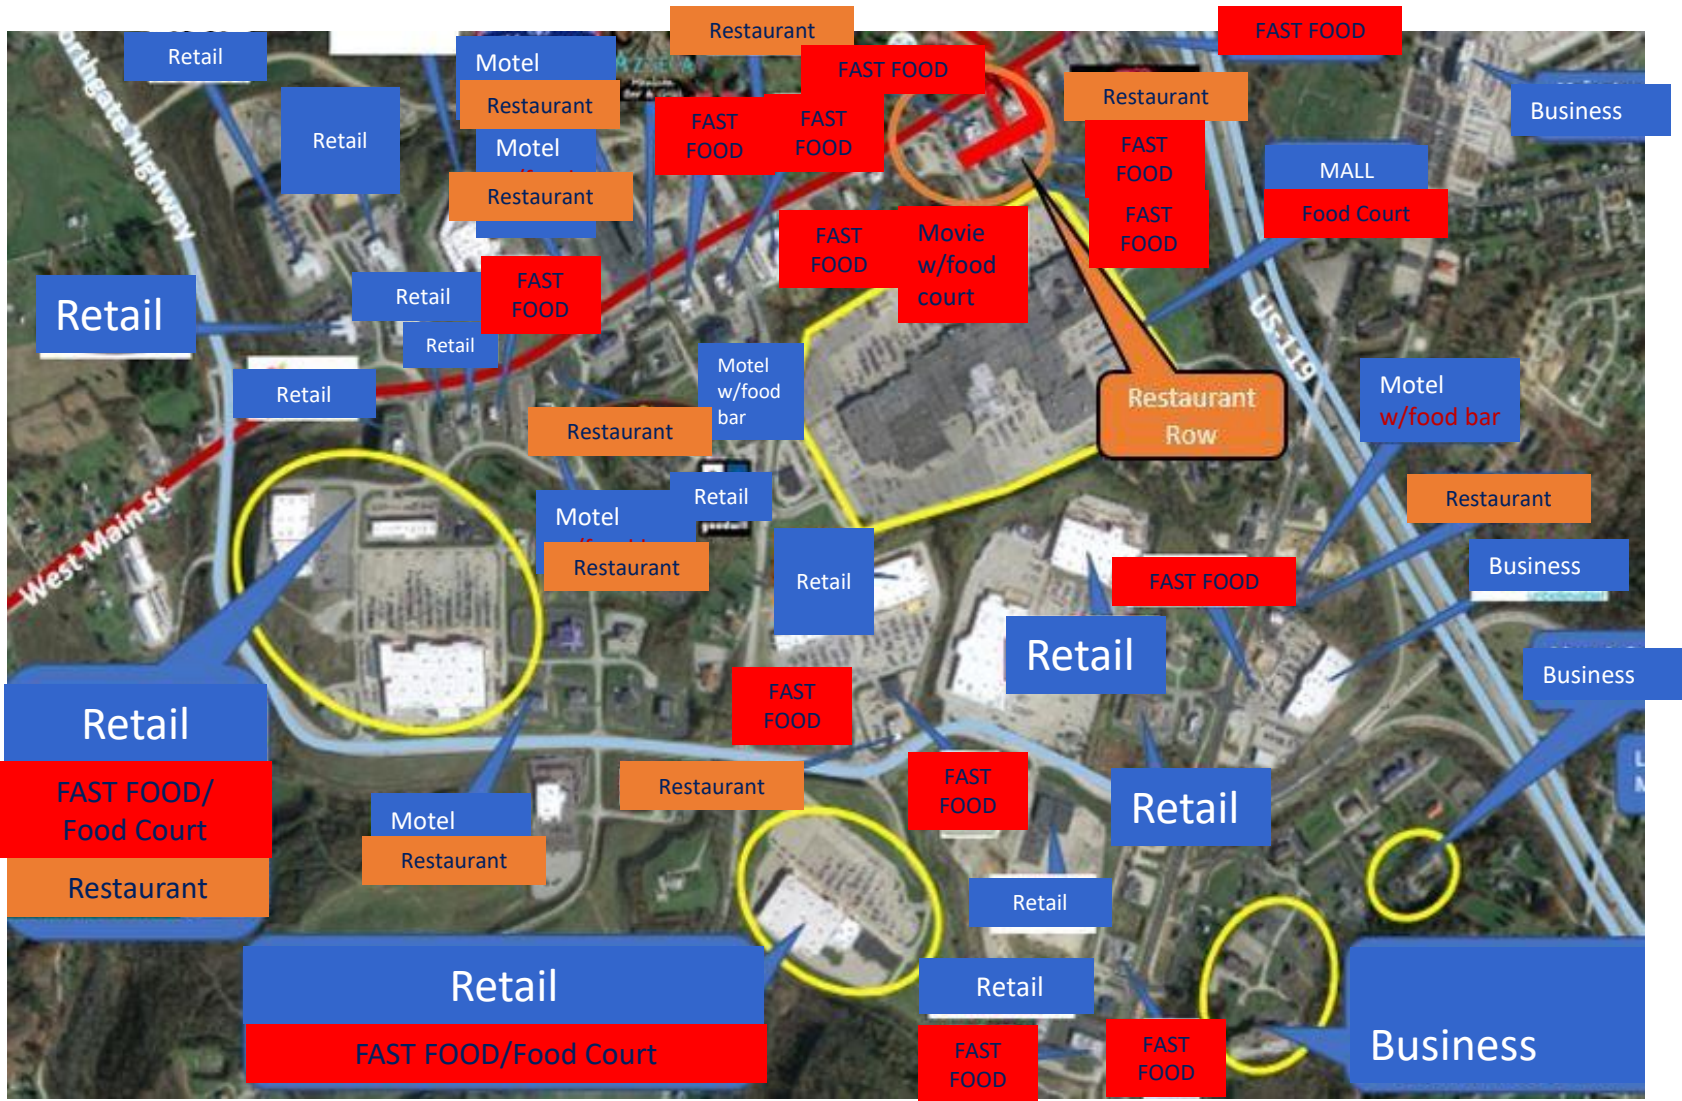 Restaurant
FAST FOOD
Retail
Motel
FAST FOOD
Restaurant
Restaurant
Business
FAST
FOOD
FAST
FOOD
Retail
Motel
FAST
FOOD
MALL
Restaurant
Food Court
FAST
FOOD
FAST
FOOD
Movie
w/food
court
Northgate Highway
Retail
Retail
FAST
FOOD
Retail
US-119
Retail
Motel
w/food
bar
Restaurant
Row
Motel
w/food bar
Restaurant
Retail
Restaurant
Motel
Restaurant
West Main St
Retail
FAST FOOD
Business
Retail
Business
FAST
FOOD
Retail
FAST FOOD/
Food Court
Restaurant
Restaurant
FAST
FOOD
Retail
Motel
Restaurant
Retail
Retail
FAST FOOD/Food Court
Retail
FAST
FOOD
FAST
FOOD
Business